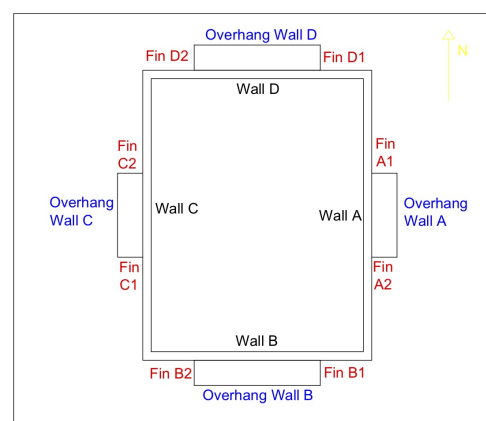 Overhang Wall D
Fin D2
Fin D1
N
Wall D
Fin
C2
Fin
A1
Overhang
Wall C
Wall C
Wall A
Overhang
Wall A
Fin
C1
Fin
A2
Wall B
Fin B2
Fin B1
Overhang Wall B